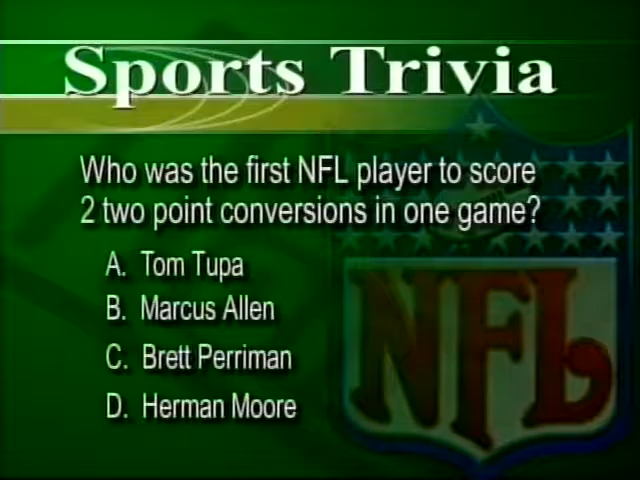 Sports Trivia
Who was the first NFL player to score
2 two point conversions in one game?
A. Tom Tupa
B. Marcus Allen
C. Brett Perriman
D. Herman Moore
NFL